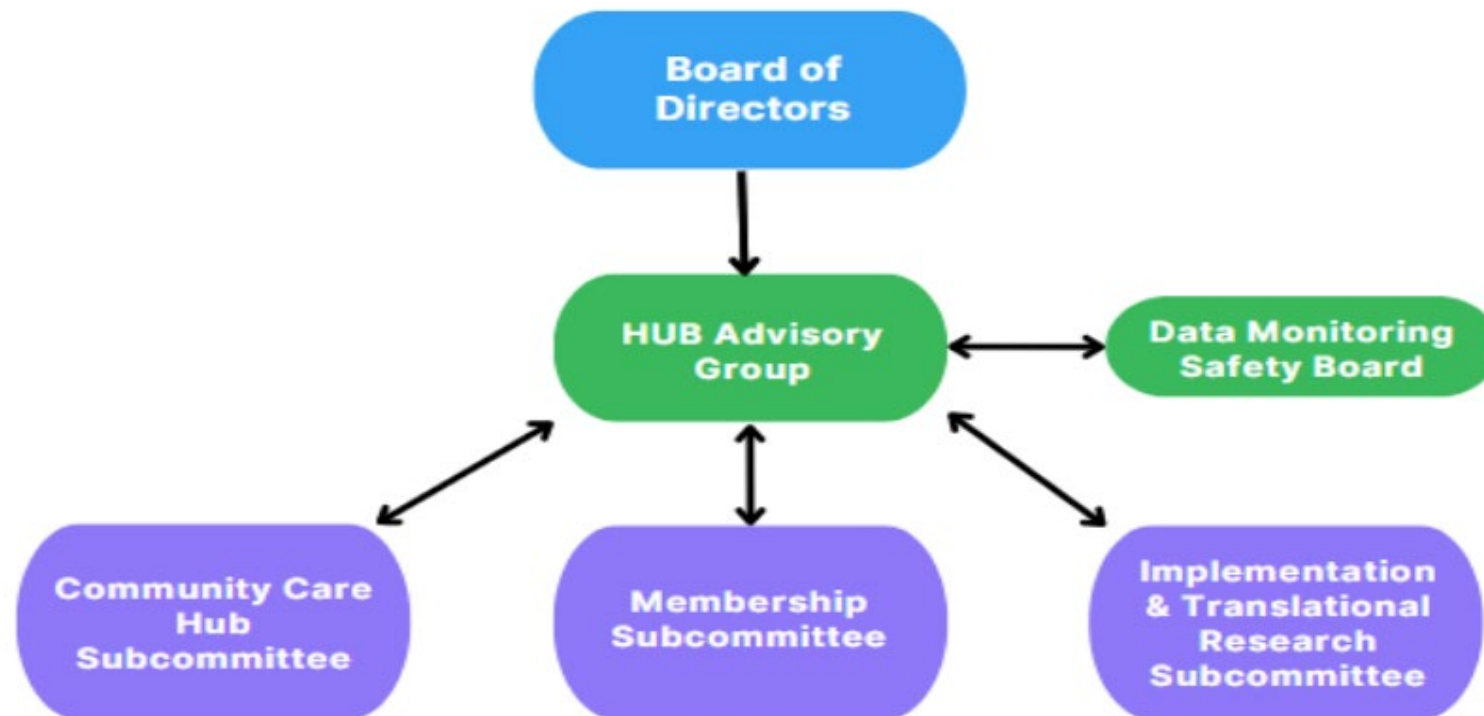 Board of
Directors
HUB Advisory
Group
Data Monitoring
Safety Board
Community Care
Hub
Subcommittee
Membership
Subcommittee
Implementation
& Translational
Research
Subcommittee